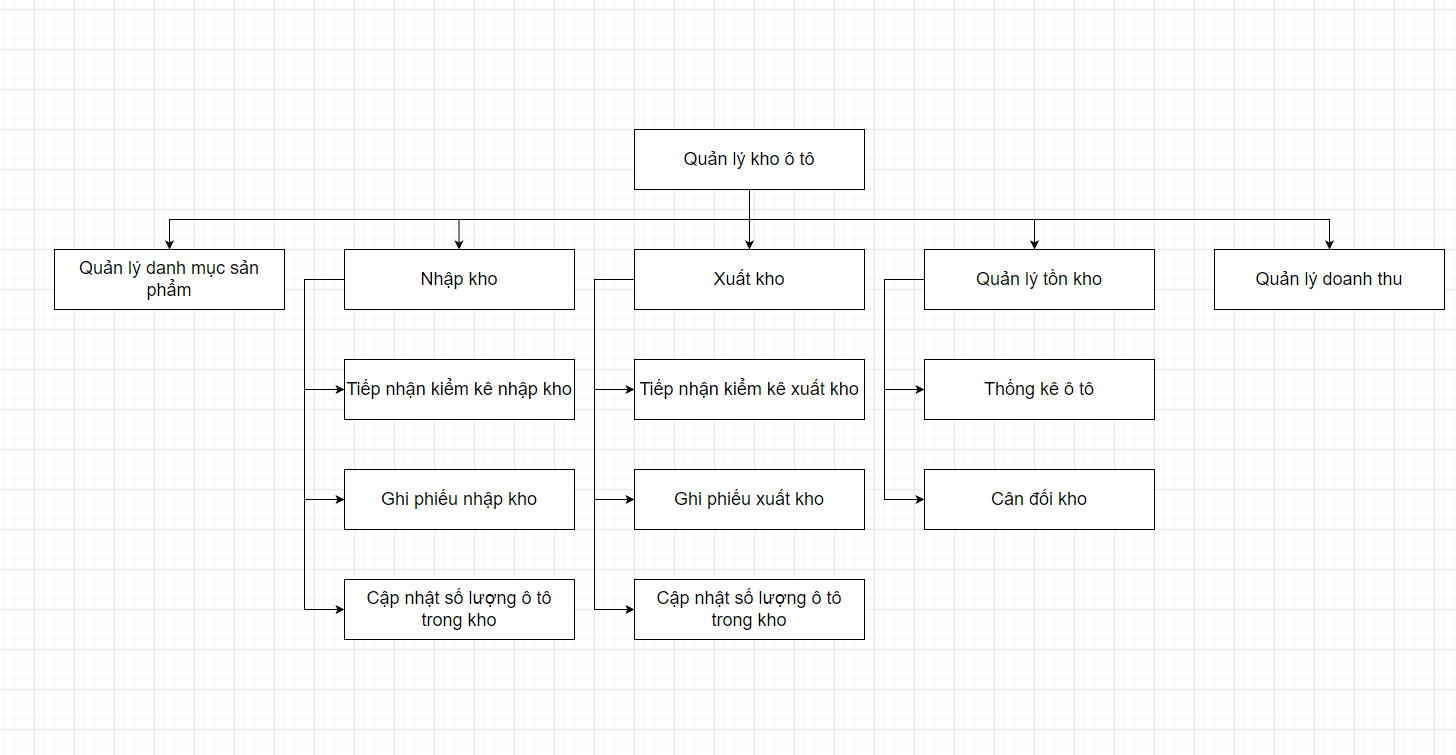 Quản lý kho ô tô
Quản lý danh mục sản
phẩm
Nhập kho
Xuất kho
Quản lý tồn kho
Quản lý doanh thu
Tiếp nhận kiểm kê nhập kho
Tiếp nhận kiểm kê xuất kho
Thống kê ô tô
Ghi phiếu nhập kho
Ghi phiếu xuất kho
Cân đối kho
Cập nhật số lượng ô tô
trong kho
Cập nhật số lượng ô tô
trong kho